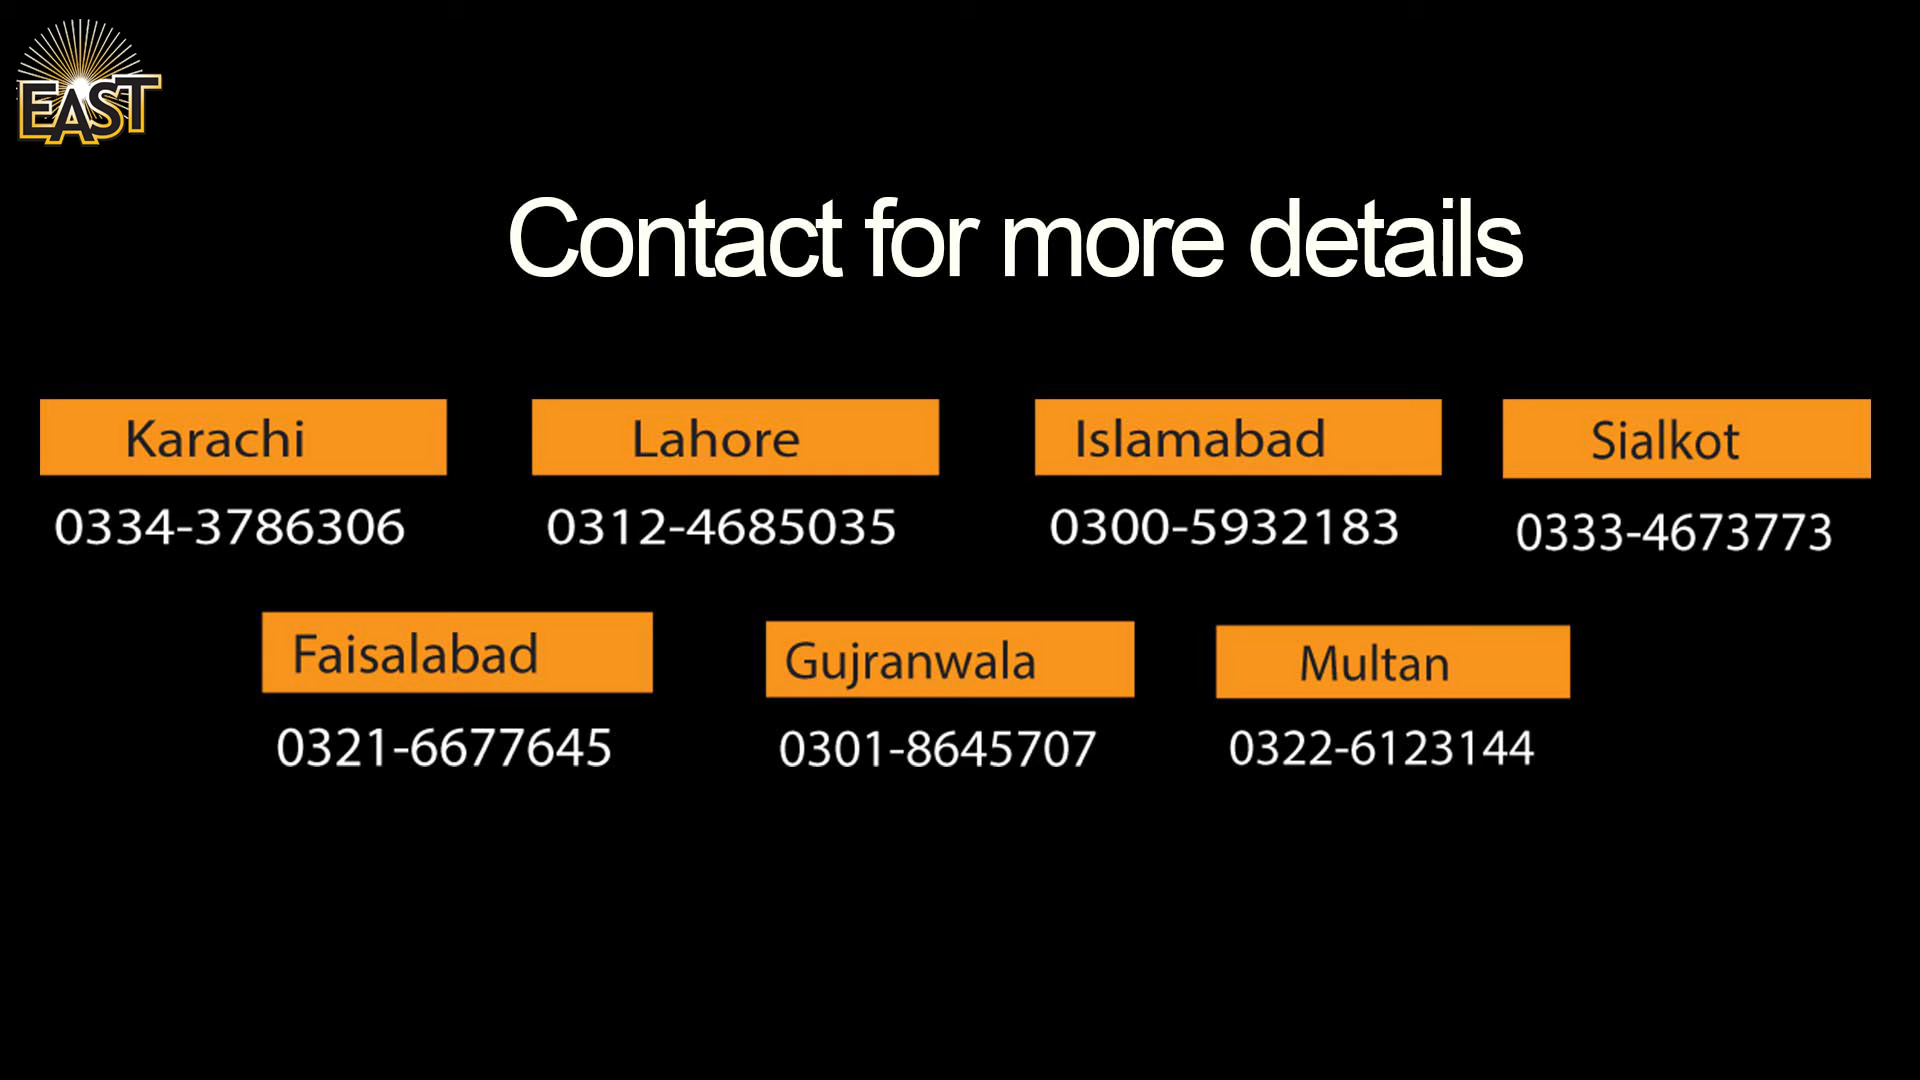 EAST
Contact for more details
Karachi
Lahore
Islamabad
Sialkot
0334-3786306
0312-4685035
0300-5932183
0333-4673773
Faisalabad
Gujranwala
Multan
0321-6677645
0301-8645707
0322-6123144